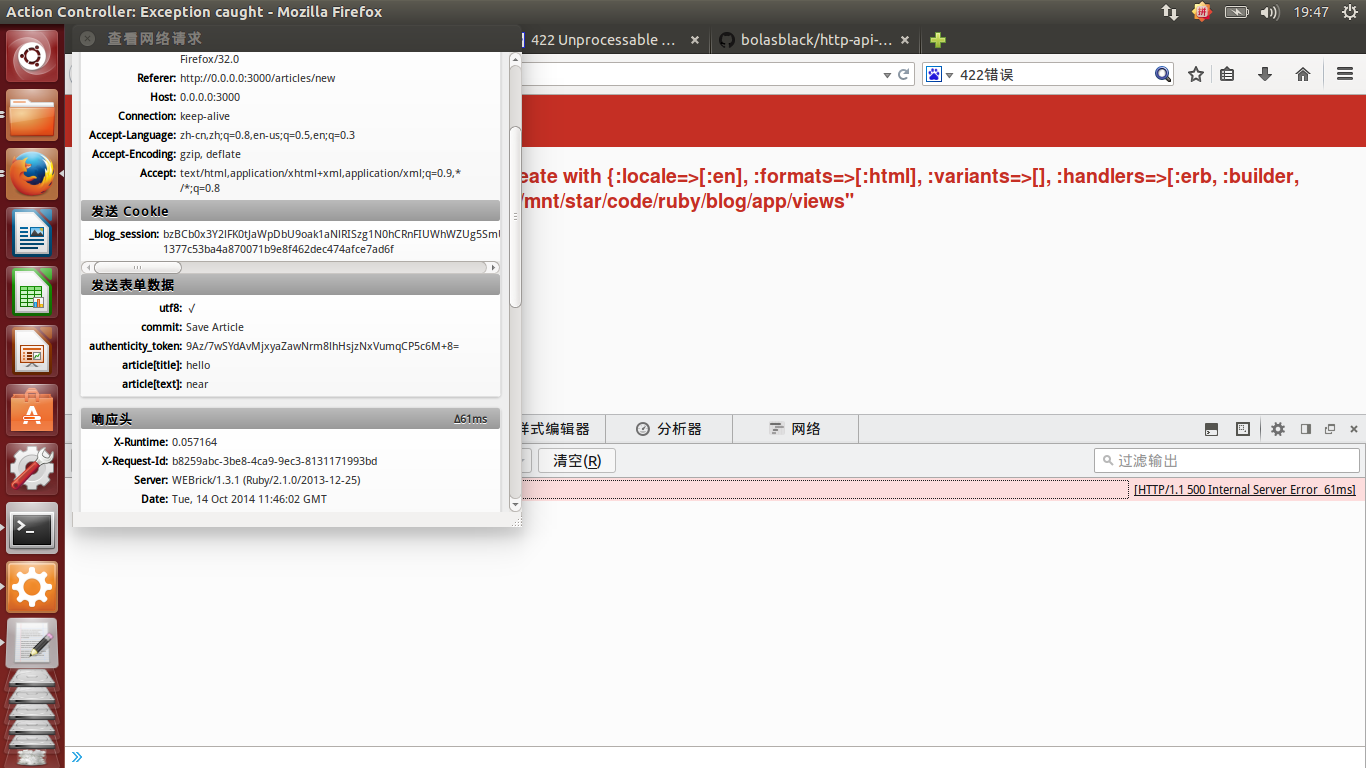 Action Controller: Exception caught - Mozilla Firefox
19:47
查看网络请求
422 Unprocessable ...
bolasblack/http-api-...
422错误
Firefox/32.0
Referer: http://0.0.0.0:3000/articles/new
Host: 0.0.0.0:3000
Connection: keep-alive
Accept-Language: zh-cn,zh;q=0.8,en-us;q=0.5,en;q=0.3
Accept-Encoding: gzip, deflate
Accept: text/html,application/xhtml+xml,application/xml;q=0.9,*
/*;q=0.8
eate with {:locale=>[:en], :formats=>[:html], :variants=>[], :handlers=>[:erb, :builder,
/mnt/star/code/ruby/blog/app/views"
发送 Cookie
_blog_session: bzBCb0x3Y2lFK0tJaWpDbU9oak1aNlRISzg1N0hCRnFIUWhWZUg5SmU
1377c53ba4a870071b9e8f462dec474afce7ad6f
发送表单数据
utf8: √
commit: Save Article
authenticity_token: 9Az/7wSYdAvMjxyaZawNrm8IhHsjzNxVumqCP5c6M+8=
article[title]: hello
article[text]: near
响应头 Δ61ms
X-Runtime: 0.057164
X-Request-Id: b8259abc-3be8-4ca9-9ec3-8131171993bd
Server: WEBrick/1.3.1 (Ruby/2.1.0/2013-12-25)
Date: Tue, 14 Oct 2014 11:46:02 GMT
样式编辑器 分析器 网络
清空(R) 过滤输出
[HTTP/1.1 500 Internal Server Error 61ms]